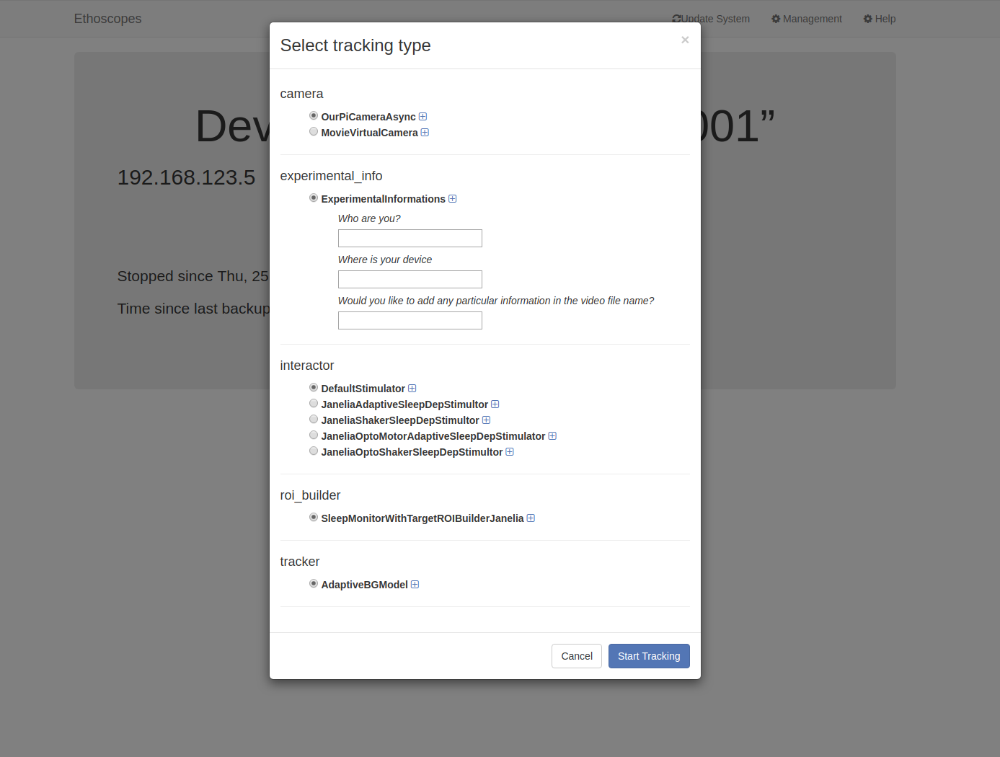 Ethoscopes
Update System Management Help
Select tracking type
×
camera
OurPiCameraAsync
MovieVirtualCamera
192.168.123.5
001”
experimental_info
ExperimentalInformations
Who are you?
Where is your device
Would you like to add any particular information in the video file name?
Stopped since Thu, 25
Time since last backup
interactor
DefaultStimulator
JaneliaAdaptiveSleepDepStimultor
JaneliaShakerSleepDepStimultor
JaneliaOptoMotorAdaptiveSleepDepStimulator
JaneliaOptoShakerSleepDepStimultor
roi_builder
SleepMonitorWithTargetROIBuilderJanelia
tracker
AdaptiveBGModel
Cancel
Start Tracking